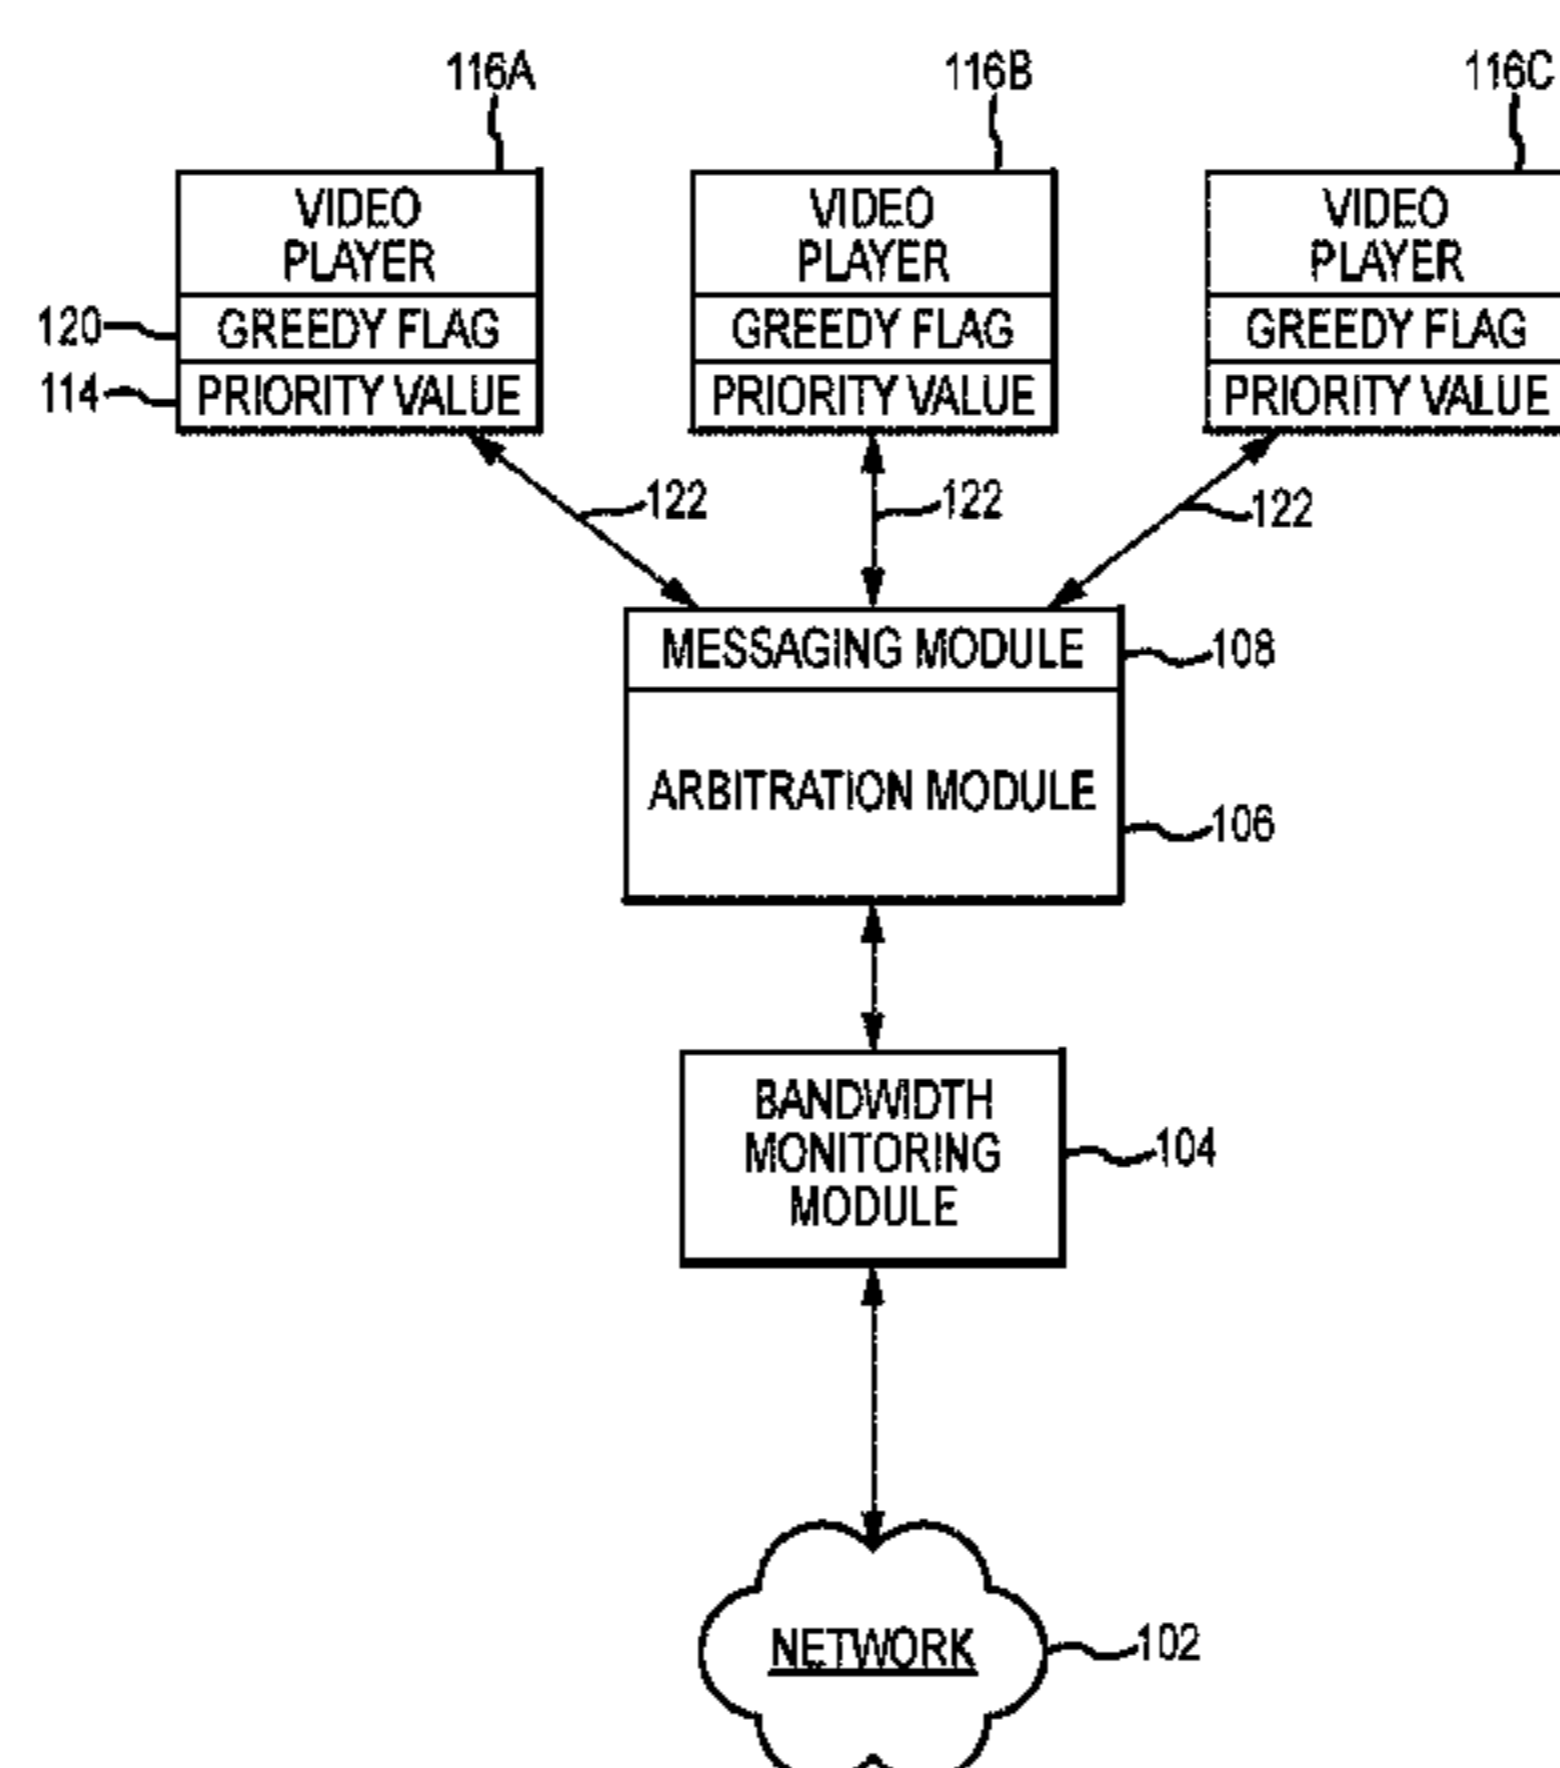 116A
116B
116C
VIDEO
PLAYER
GREEDY FLAG
PRIORITY VALUE
VIDEO
PLAYER
GREEDY FLAG
PRIORITY VALUE
VIDEO
PLAYER
GREEDY FLAG
PRIORITY VALUE
120
114
122
122
122
MESSAGING MODULE
108
ARBITRATION MODULE
106
BANDWIDTH
MONITORING
MODULE
104
NETWORK
102